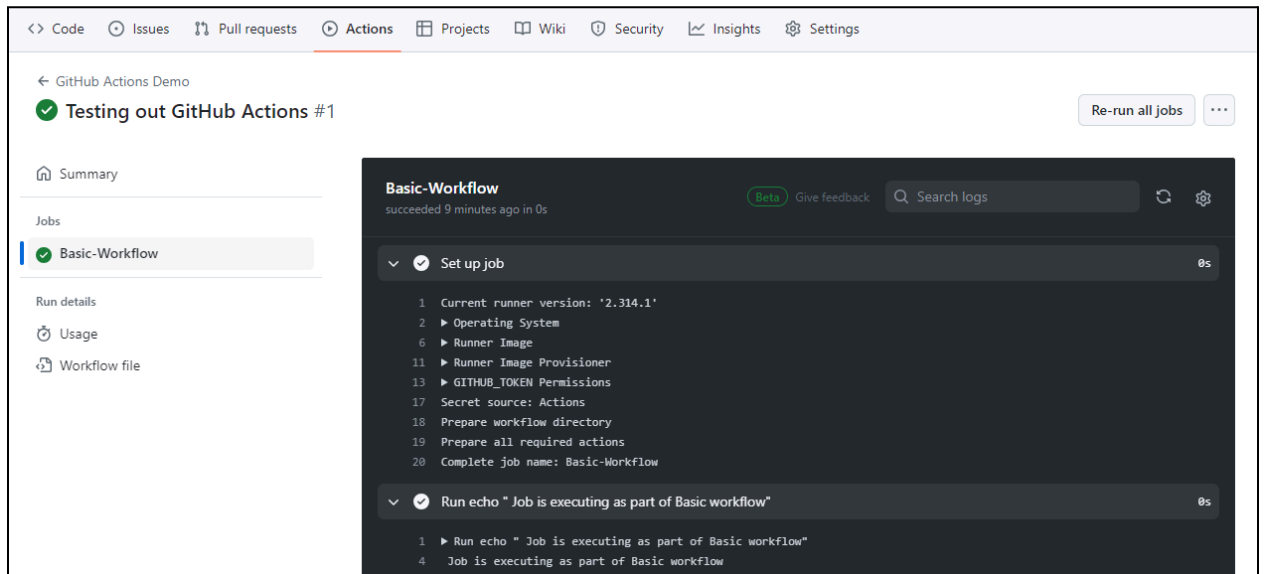 <> Code Issues Pull requests Actions Projects Wiki Security Insights Settings
← GitHub Actions Demo
Testing out GitHub Actions #1
Re-run all jobs ...
Summary
Jobs
Basic-Workflow
Run details
Usage
Workflow file
Basic-Workflow
succeeded 9 minutes ago in 0s
Beta Give feedback Search logs
Set up job 0s
1 Current runner version: '2.314.1'
2 ▶ Operating System
6 ▶ Runner Image
11 ▶ Runner Image Provisioner
13 ▶ GITHUB_TOKEN Permissions
17 Secret source: Actions
18 Prepare workflow directory
19 Prepare all required actions
20 Complete job name: Basic-Workflow
Run echo " Job is executing as part of Basic workflow" 0s
1 ▶ Run echo " Job is executing as part of Basic workflow"
4 Job is executing as part of Basic workflow